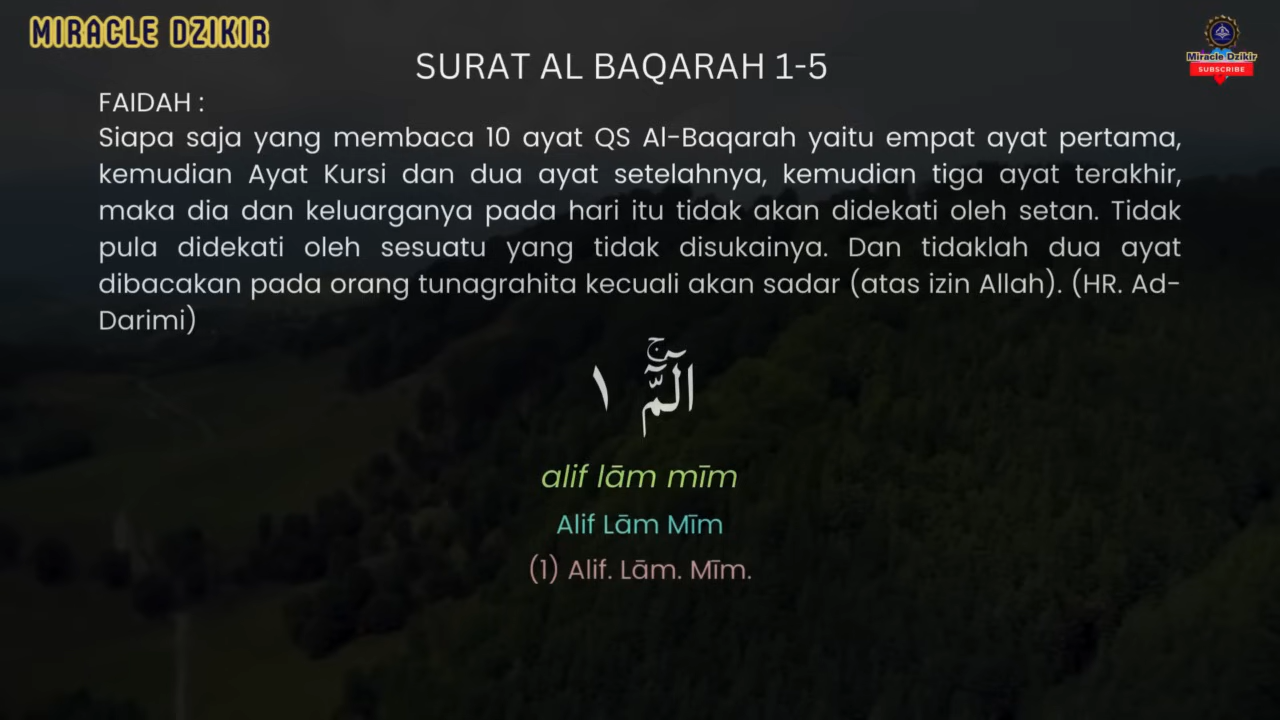 MIRACLE DZIKIR
Miracle Dzikir
SUBSCRIBE
SURAT AL BAQARAH 1-5
FAIDAH :
Siapa saja yang membaca 10 ayat QS Al-Baqarah yaitu empat ayat pertama,
kemudian Ayat Kursi dan dua ayat setelahnya, kemudian tiga ayat terakhir,
maka dia dan keluarganya pada hari itu tidak akan didekati oleh setan. Tidak
pula didekati oleh sesuatu yang tidak disukainya. Dan tidaklah dua ayat
dibacakan pada orang tunagrahita kecuali akan sadar (atas izin Allah). (HR. Ad-
Darimi)
الۤمّۤ ۚ ١
alif lām mīm
Alif Lām Mīm
(1) Alif. Lām. Mīm.